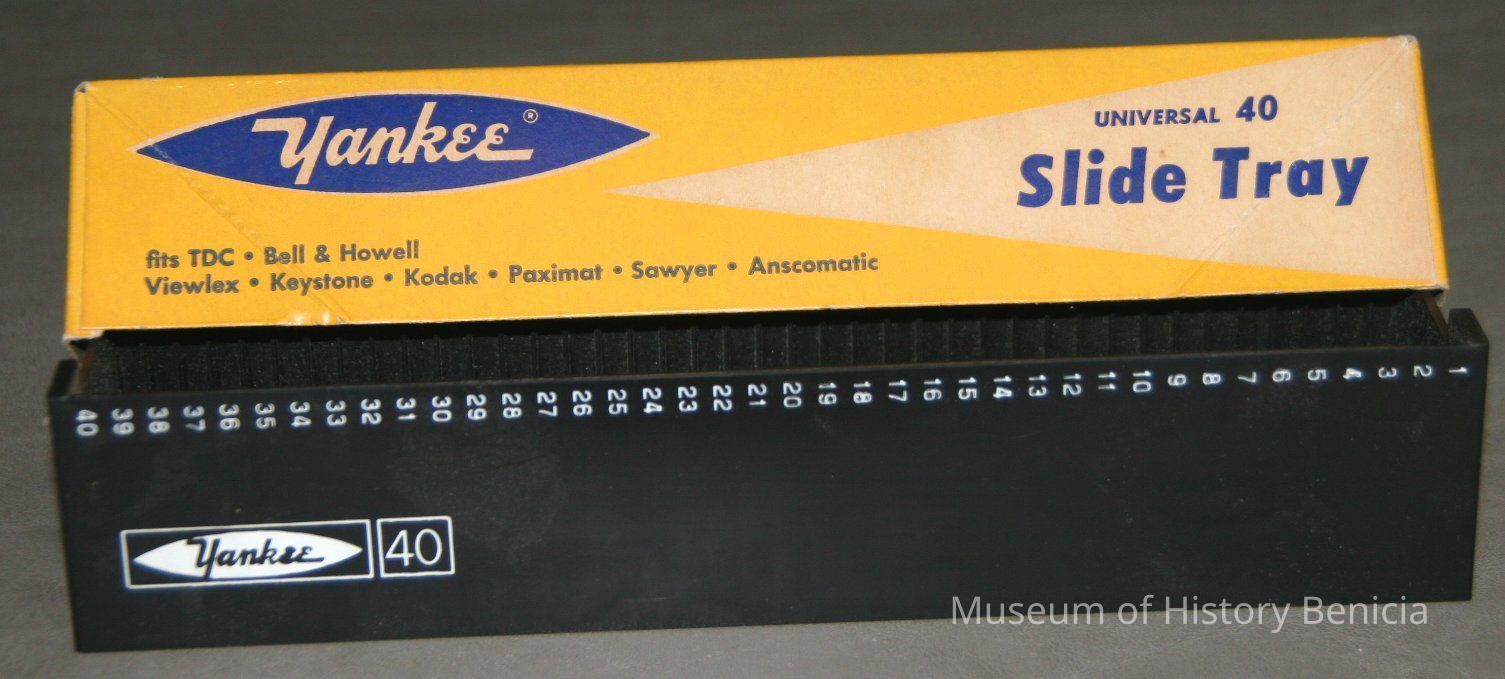 Yankee®
UNIVERSAL 40
Slide Tray
fits TDC • Bell & Howell
Viewlex • Keystone • Kodak • Paximat • Sawyer • Anscomatic
40 39 38 37 36 35 34 33 32 31 30 29 28 27 26 25 24 23 22 21 20 19 18 17 16 15 14 13 12 11 10 9 8 7 6 5 4 3 2 1
Yankee 40
Museum of History Benicia